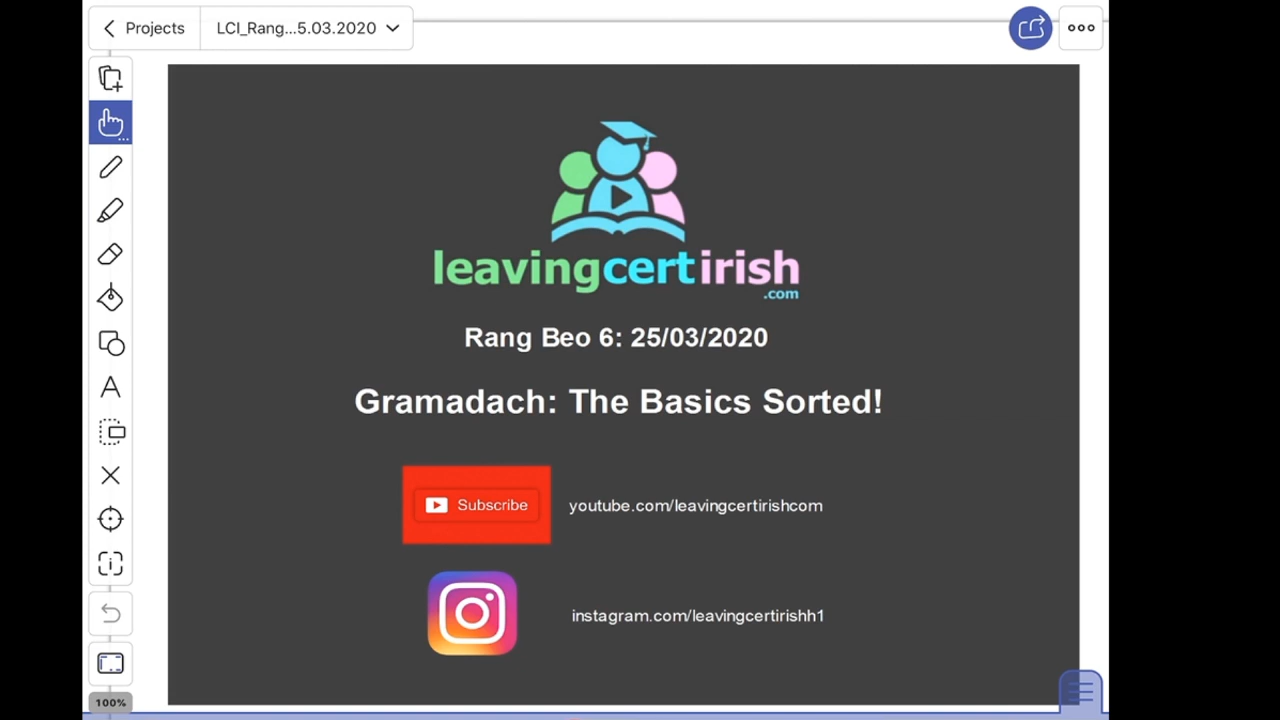 Projects
LCI_Rang...5.03.2020
leavingcertirish
.com
Rang Beo 6: 25/03/2020
Gramadach: The Basics Sorted!
Subscribe
youtube.com/leavingcertirishcom
instagram.com/leavingcertirishh1
100%